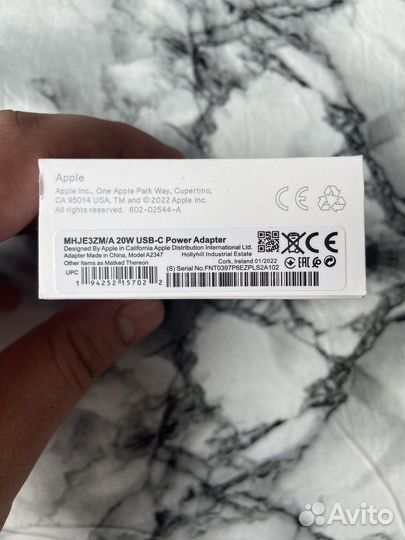 Apple
Apple Inc., One Apple Park Way, Cupertino,
CA 95014 USA. TM and © 2022 Apple Inc.
All rights reserved. 602-02544-A
CE
MHJE3ZM/A 20W USB-C Power Adapter
Designed By Apple in California Apple Distribution International Ltd.
Adapter Made in China, Model A2347 Hollyhill Industrial Estate
Other Items as Matked Thereon Cork, Ireland 01/2022
UPC (S) Serial No.FNT0397P6EZPLS2A102
1 94252 15702 2
EAC
Avito